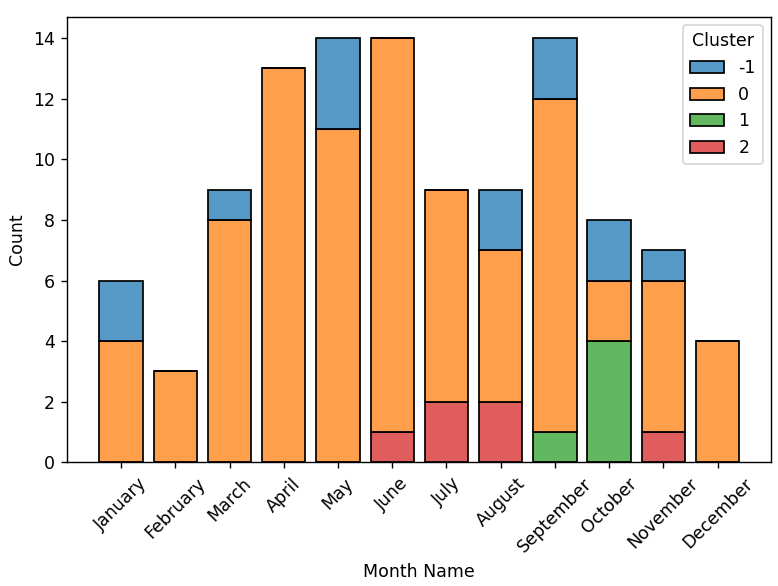 Cluster
-1
0
1
2
14
12
10
8
6
4
2
0
Count
January
February
March
April
May
June
July
August
September
October
November
December
Month Name